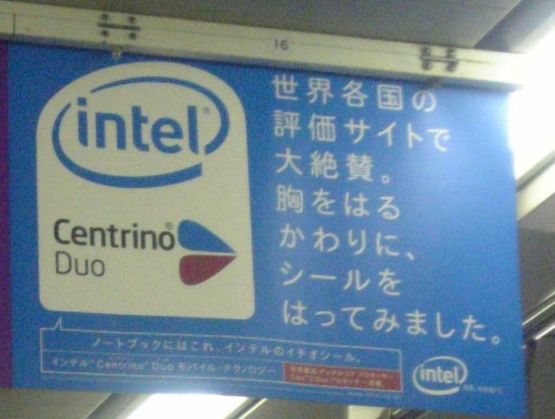 16
intel®
Centrino®
Duo
世界各国の
評価サイトで
大絶賛。
胸をはる
かわりに、
シールを
はってみました。
ノートブックにはこれ、インテルのイチオシール。
インテル® Centrino® Duo モバイル・テクノロジー
intel